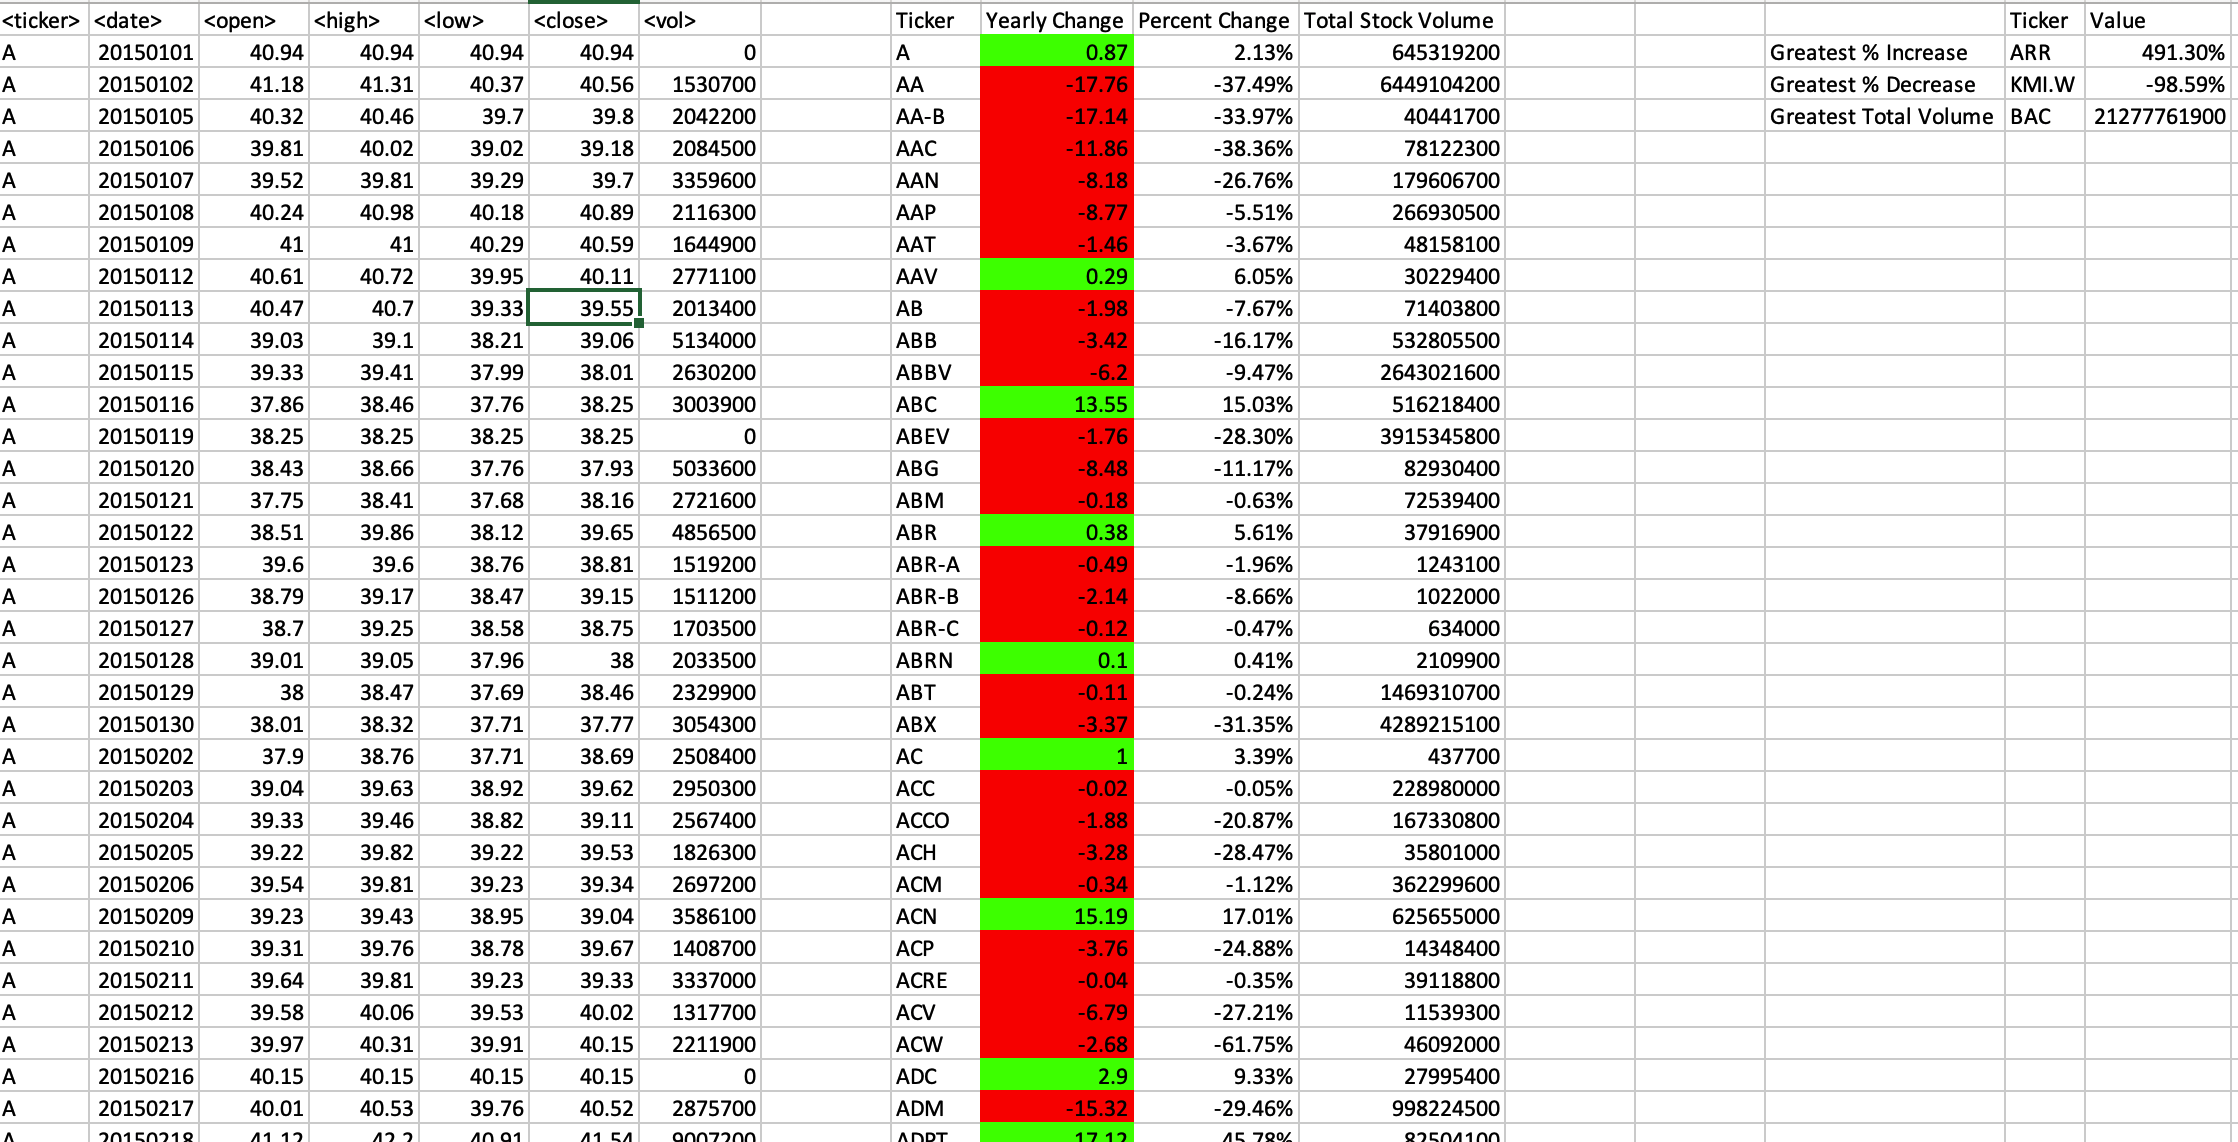 <ticker> <date> <open> <high> <low> <close> <vol> Ticker Yearly Change Percent Change Total Stock Volume Ticker Value
A 20150101 40.94 40.94 40.94 40.94 0 A 0.87 2.13% 645319200 Greatest % Increase ARR 491.30%
A 20150102 41.18 41.31 40.37 40.56 1530700 AA -17.76 -37.49% 6449104200 Greatest % Decrease KMI.W -98.59%
A 20150105 40.32 40.46 39.7 39.8 2042200 AA-B -17.14 -33.97% 40441700 Greatest Total Volume BAC 21277761900
A 20150106 39.81 40.02 39.02 39.18 2084500 AAC -11.86 -38.36% 78122300
A 20150107 39.52 39.81 39.29 39.7 3359600 AAN -8.18 -26.76% 179606700
A 20150108 40.24 40.98 40.18 40.89 2116300 AAP -8.77 -5.51% 266930500
A 20150109 41 41 40.29 40.59 1644900 AAT -1.46 -3.67% 48158100
A 20150112 40.61 40.72 39.95 40.11 2771100 AAV 0.29 6.05% 30229400
A 20150113 40.47 40.7 39.33 39.55 2013400 AB -1.98 -7.67% 71403800
A 20150114 39.03 39.1 38.21 39.06 5134000 ABB -3.42 -16.17% 532805500
A 20150115 39.33 39.41 37.99 38.01 2630200 ABBV -6.2 -9.47% 2643021600
A 20150116 37.86 38.46 37.76 38.25 3003900 ABC 13.55 15.03% 516218400
A 20150119 38.25 38.25 38.25 38.25 0 ABEV -1.76 -28.30% 3915345800
A 20150120 38.43 38.66 37.76 37.93 5033600 ABG -8.48 -11.17% 82930400
A 20150121 37.75 38.41 37.68 38.16 2721600 ABM -0.18 -0.63% 72539400
A 20150122 38.51 39.86 38.12 39.65 4856500 ABR 0.38 5.61% 37916900
A 20150123 39.6 39.6 38.76 38.81 1519200 ABR-A -0.49 -1.96% 1243100
A 20150126 38.79 39.17 38.47 39.15 1511200 ABR-B -2.14 -8.66% 1022000
A 20150127 38.7 39.25 38.58 38.75 1703500 ABR-C -0.12 -0.47% 634000
A 20150128 39.01 39.05 37.96 38 2033500 ABRN 0.1 0.41% 2109900
A 20150129 38 38.47 37.69 38.46 2329900 ABT -0.11 -0.24% 1469310700
A 20150130 38.01 38.32 37.71 37.77 3054300 ABX -3.37 -31.35% 4289215100
A 20150202 37.9 38.76 37.71 38.69 2508400 AC 1 3.39% 437700
A 20150203 39.04 39.63 38.92 39.62 2950300 ACC -0.02 -0.05% 228980000
A 20150204 39.33 39.46 38.82 39.11 2567400 ACCO -1.88 -20.87% 167330800
A 20150205 39.22 39.82 39.22 39.53 1826300 ACH -3.28 -28.47% 35801000
A 20150206 39.54 39.81 39.23 39.34 2697200 ACM -0.34 -1.12% 362299600
A 20150209 39.23 39.43 38.95 39.04 3586100 ACN 15.19 17.01% 625655000
A 20150210 39.31 39.76 38.78 39.67 1408700 ACP -3.76 -24.88% 14348400
A 20150211 39.64 39.81 39.23 39.33 3337000 ACRE -0.04 -0.35% 39118800
A 20150212 39.58 40.06 39.53 40.02 1317700 ACV -6.79 -27.21% 11539300
A 20150213 39.97 40.31 39.91 40.15 2211900 ACW -2.68 -61.75% 46092000
A 20150216 40.15 40.15 40.15 40.15 0 ADC 2.9 9.33% 27995400
A 20150217 40.01 40.53 39.76 40.52 2875700 ADM -15.32 -29.46% 998224500
A 20150218 41.12 42.2 40.91 41.54 9007200 ADPT 17.12 45.78% 82504100